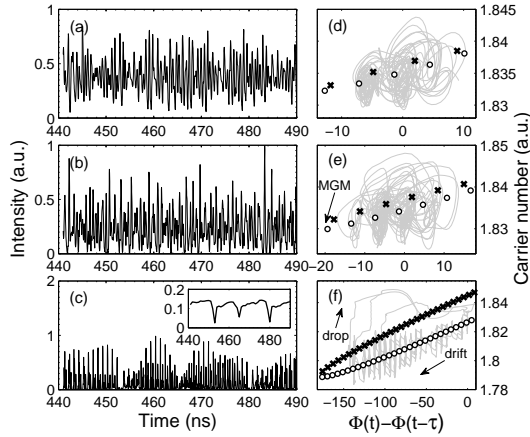 (a)
1
0.5
0
440 450 460 470 480 490
(d)
1.84
1.835
1.83
−10 0 10
(b)
1
0.5
0
440 450 460 470 480 490
(e)
MGM
1.85
1.84
1.83
−20 −10 0 10
(c)
2
1
0
440 450 460 470 480 490
0.2
0.1
0
440 460 480
(f)
drop
drift
1.84
1.82
1.8
1.78
−150 −100 −50 0
Intensity (a.u.)
Time (ns)
Carrier number (a.u.)
Φ(t)−Φ(t−τ)